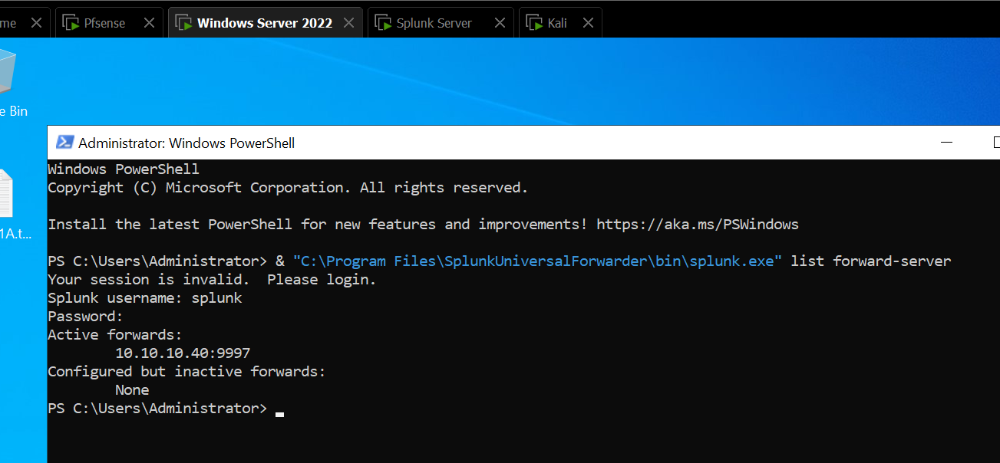 me Pfsense Windows Server 2022 Splunk Server Kali
e Bin
Administrator: Windows PowerShell
Windows PowerShell
Copyright (C) Microsoft Corporation. All rights reserved.
1A.t...
Install the latest PowerShell for new features and improvements! https://aka.ms/PSWindows
PS C:\Users\Administrator> & "C:\Program Files\SplunkUniversalForwarder\bin\splunk.exe" list forward-server
Your session is invalid.  Please login.
Splunk username: splunk
Password:
Active forwards:
        10.10.10.40:9997
Configured but inactive forwards:
        None
PS C:\Users\Administrator>